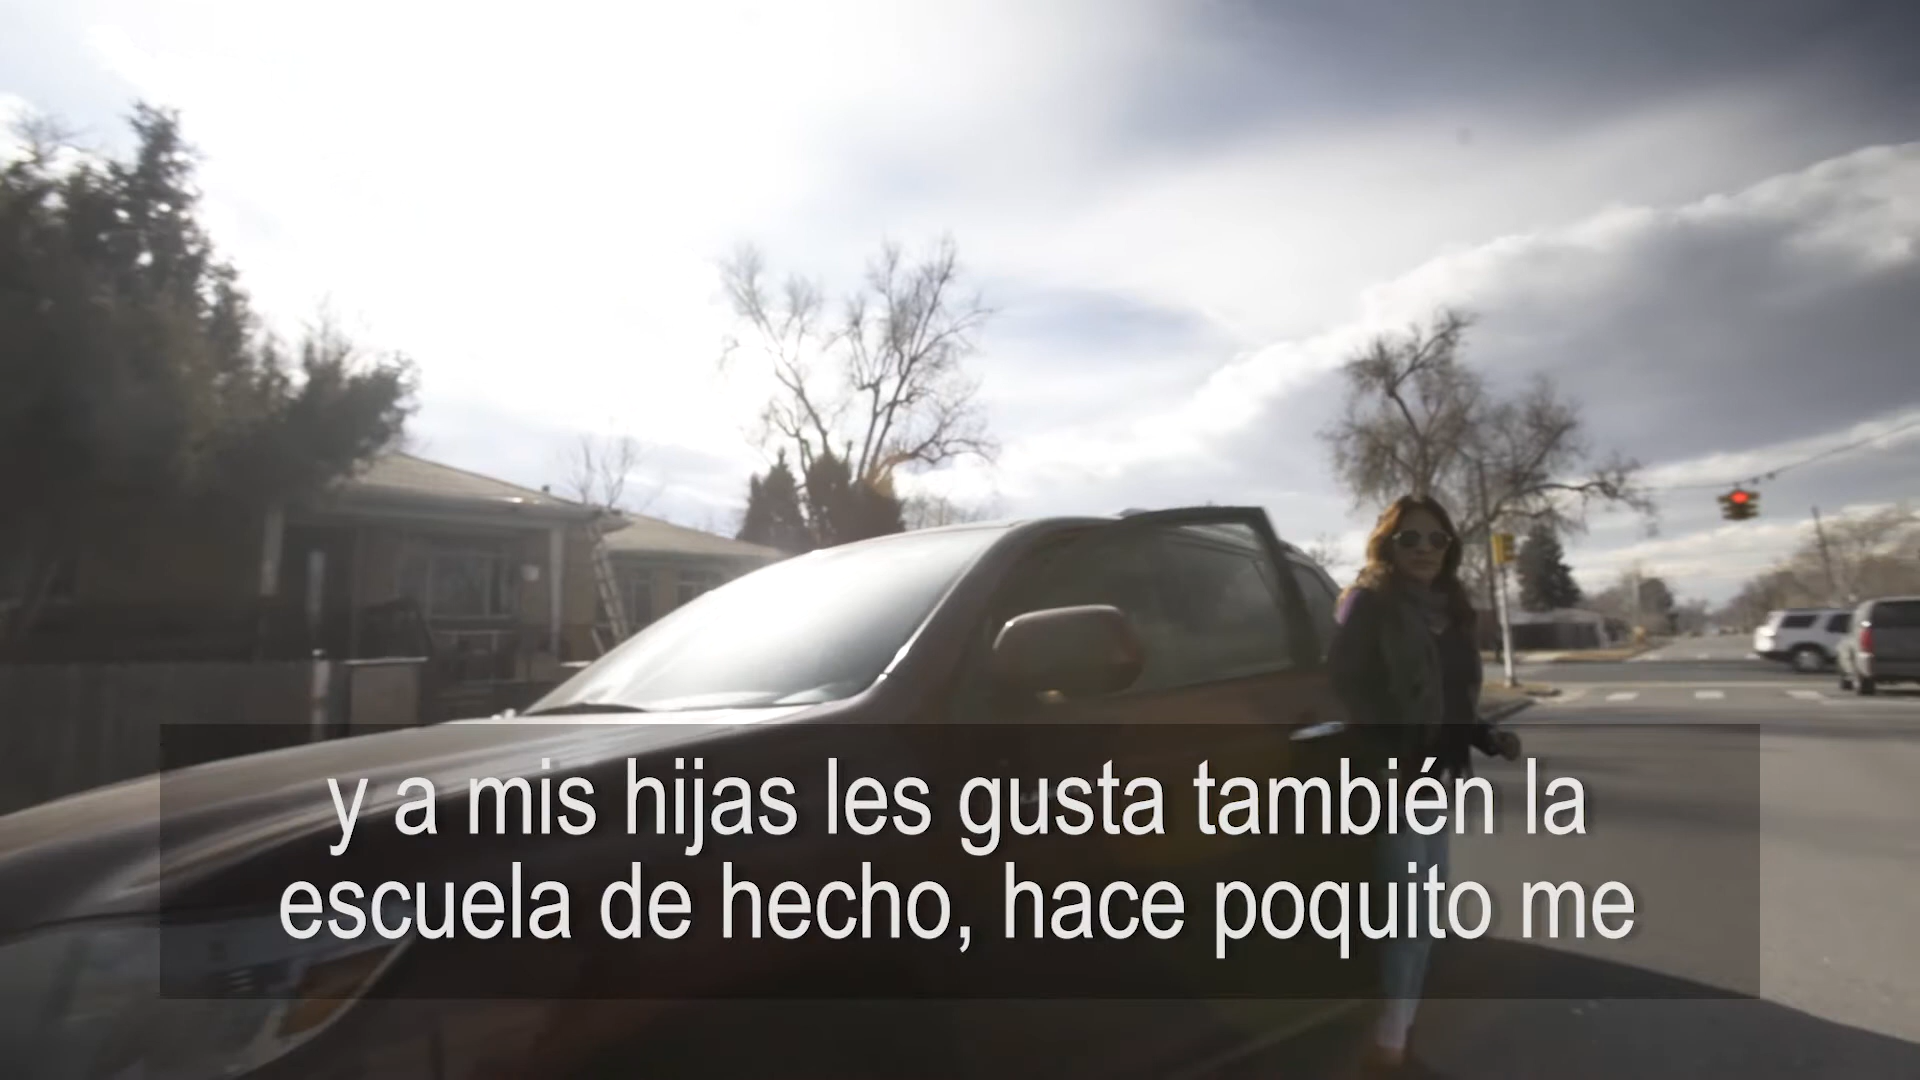 y a mis hijas les gusta también la
escuela de hecho, hace poquito me